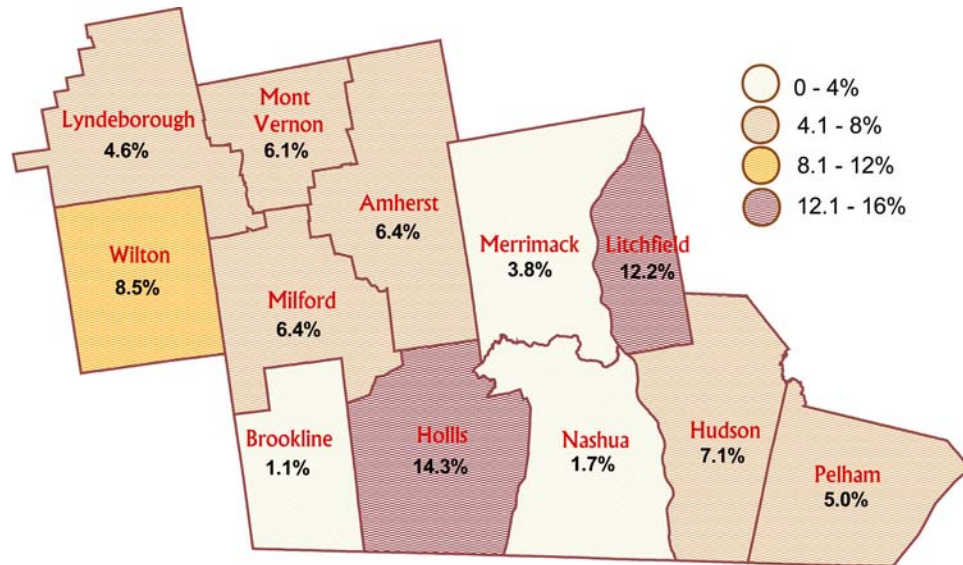 Lyndeborough
4.6%
Mont
Vernon
6.1%
Amherst
6.4%
Wilton
8.5%
Milford
6.4%
Merrimack
3.8%
Litchfield
12.2%
Brookline
1.1%
Hollis
14.3%
Nashua
1.7%
Hudson
7.1%
Pelham
5.0%
0 - 4%
4.1 - 8%
8.1 - 12%
12.1 - 16%